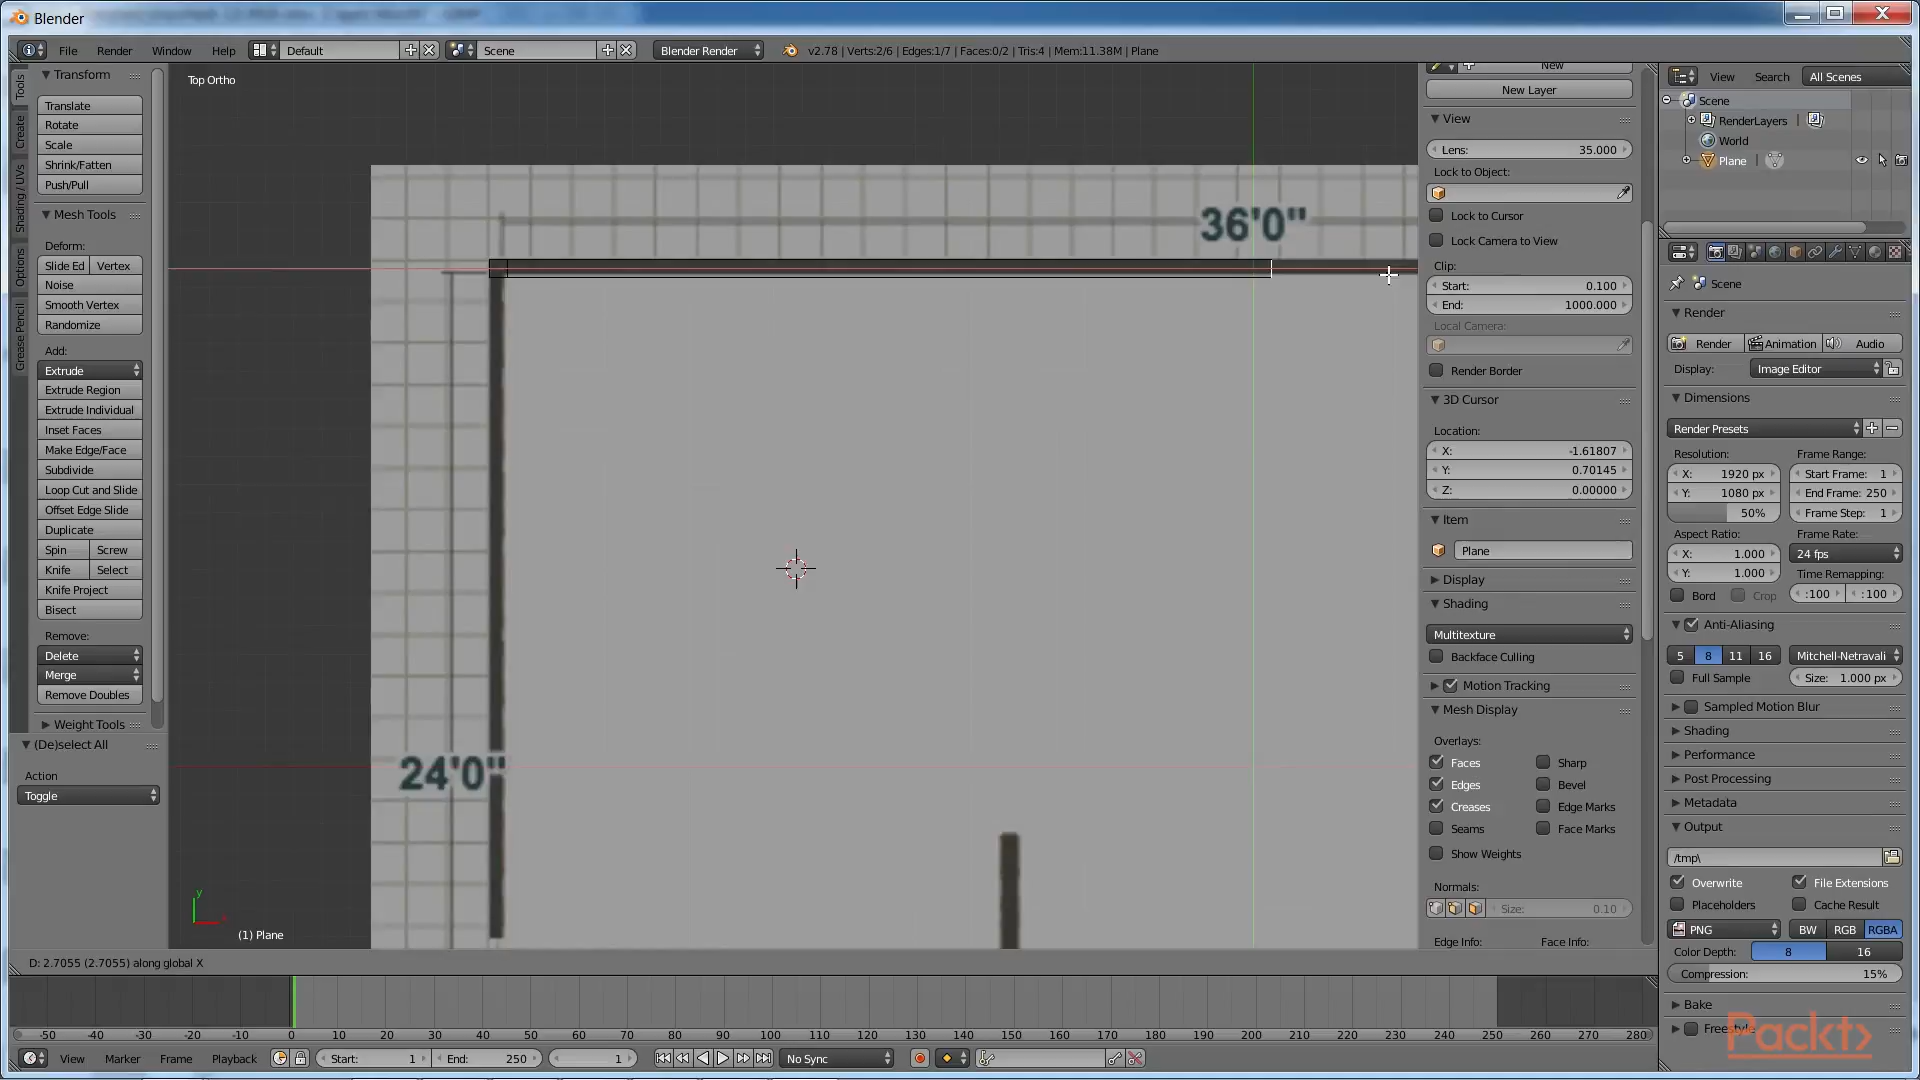 Blender
File Render Window Help Default Scene Blender Render v2.78 | Verts:2/6 | Edges:1/7 | Faces:0/2 | Tris:4 | Mem:11.38M | Plane
Tools
Create
Shading / UVs
Options
Grease Pencil
Transform
Translate
Rotate
Scale
Shrink/Fatten
Push/Pull
Mesh Tools
Deform:
Slide Ed Vertex
Noise
Smooth Vertex
Randomize
Add:
Extrude
Extrude Region
Extrude Individual
Inset Faces
Make Edge/Face
Subdivide
Loop Cut and Slide
Offset Edge Slide
Duplicate
Spin Screw
Knife Select
Knife Project
Bisect
Remove:
Delete
Merge
Remove Doubles
Weight Tools
(De)select All
Action
Toggle
Top Ortho
36'0"
24'0"
y
(1) Plane
D: 2.7055 (2.7055) along global X
New
New Layer
View
Lens: 35.000
Lock to Object:
Lock to Cursor
Lock Camera to View
Clip:
Start: 0.100
End: 1000.000
Local Camera:
Render Border
3D Cursor
Location:
X: -1.61807
Y: 0.70145
Z: 0.00000
Item
Plane
Display
Shading
Multitexture
Backface Culling
Motion Tracking
Mesh Display
Overlays:
Faces Sharp
Edges Bevel
Creases Edge Marks
Seams Face Marks
Show Weights
Normals:
Size: 0.10
Edge Info: Face Info:
View Search All Scenes
Scene
RenderLayers |
World
Plane |
Scene
Render
Render Animation Audio
Display: Image Editor
Dimensions
Render Presets
Resolution: Frame Range:
X: 1920 px Start Frame: 1
Y: 1080 px End Frame: 250
50% Frame Step: 1
Aspect Ratio: Frame Rate:
X: 1.000 24 fps
Y: 1.000 Time Remapping:
Bord Crop :100 :100
Anti-Aliasing
5 8 11 16 Mitchell-Netravali
Full Sample Size: 1.000 px
Sampled Motion Blur
Shading
Performance
Post Processing
Metadata
Output
/tmp\
Overwrite File Extensions
Placeholders Cache Result
PNG BW RGB RGBA
Color Depth: 8 16
Compression: 15%
Bake
Freestyle
Packt>
-50 -40 -30 -20 -10 0 10 20 30 40 50 60 70 80 90 100 110 120 130 140 150 160 170 180 190 200 210 220 230 240 250 260 270 280
View Marker Frame Playback Start: 1 End: 250 1 No Sync